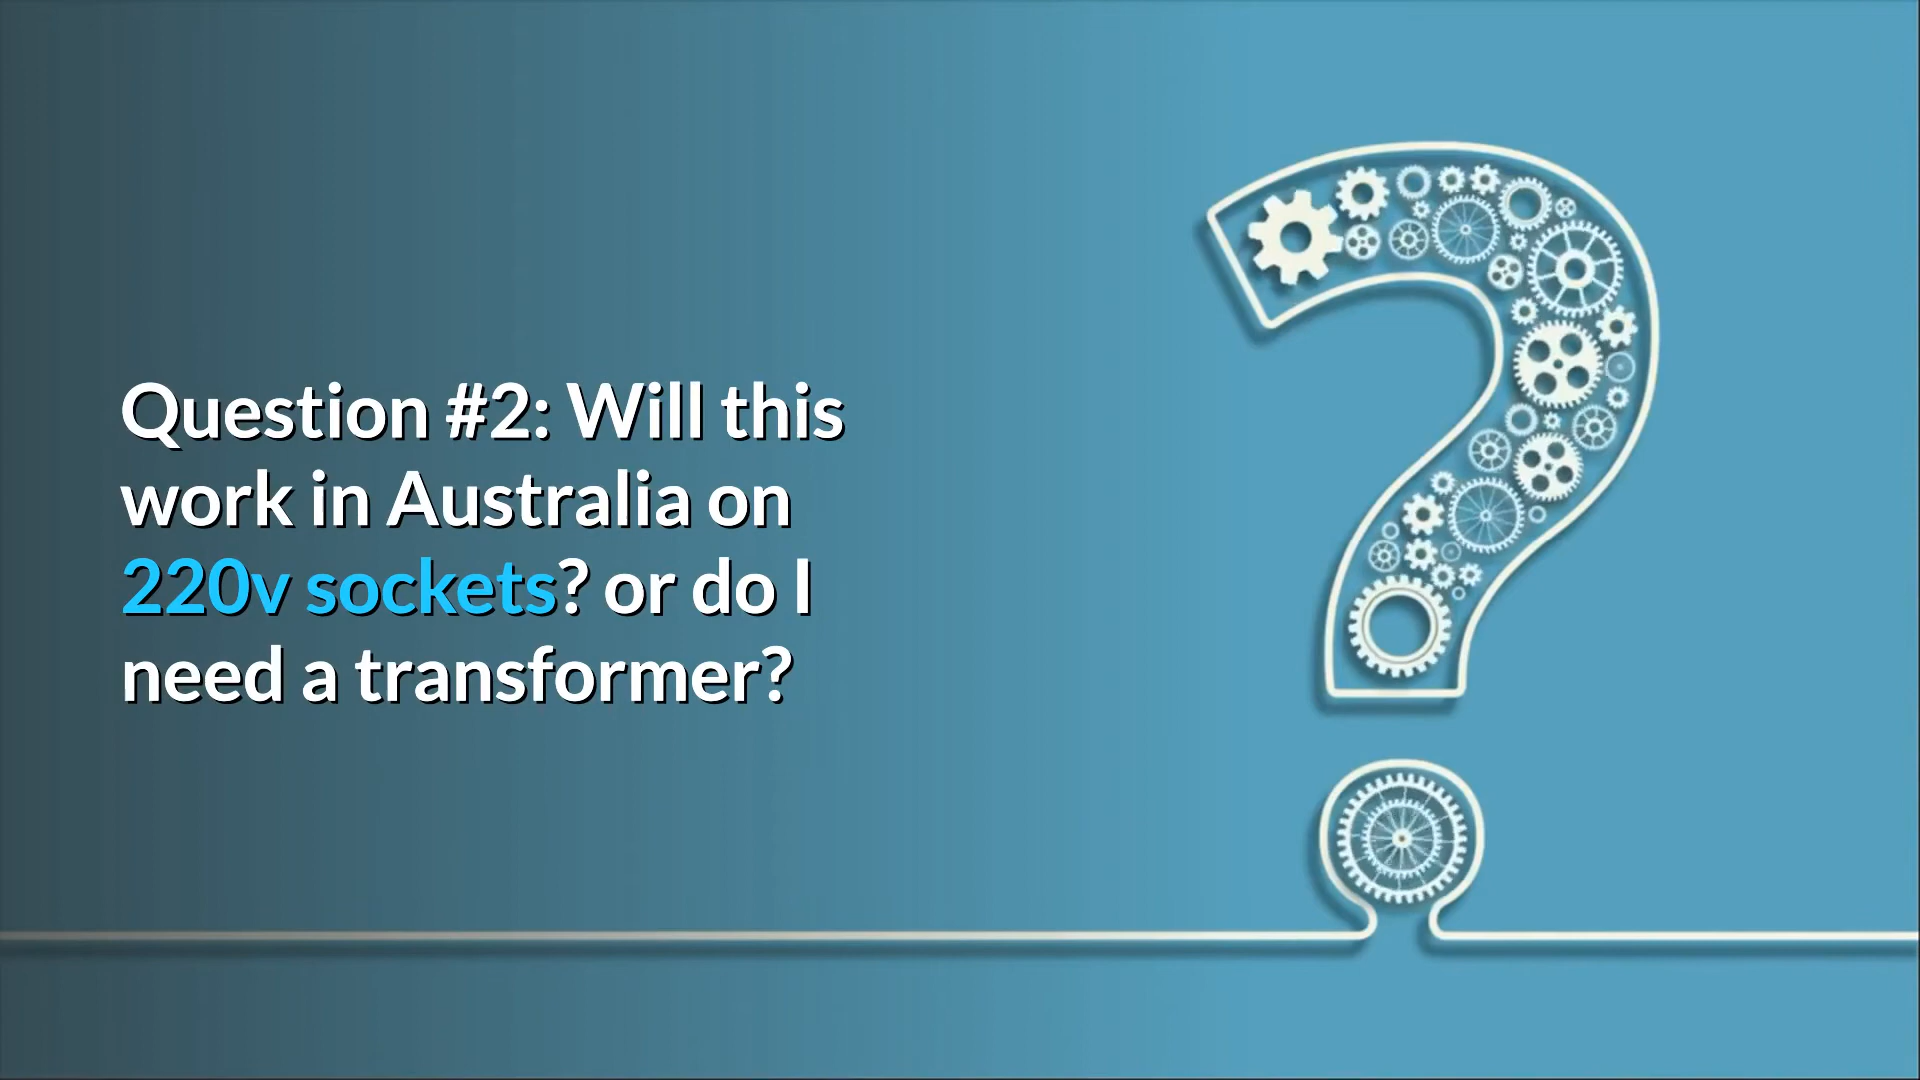 Question #2: Will this
work in Australia on
220v sockets? or do I
need a transformer?